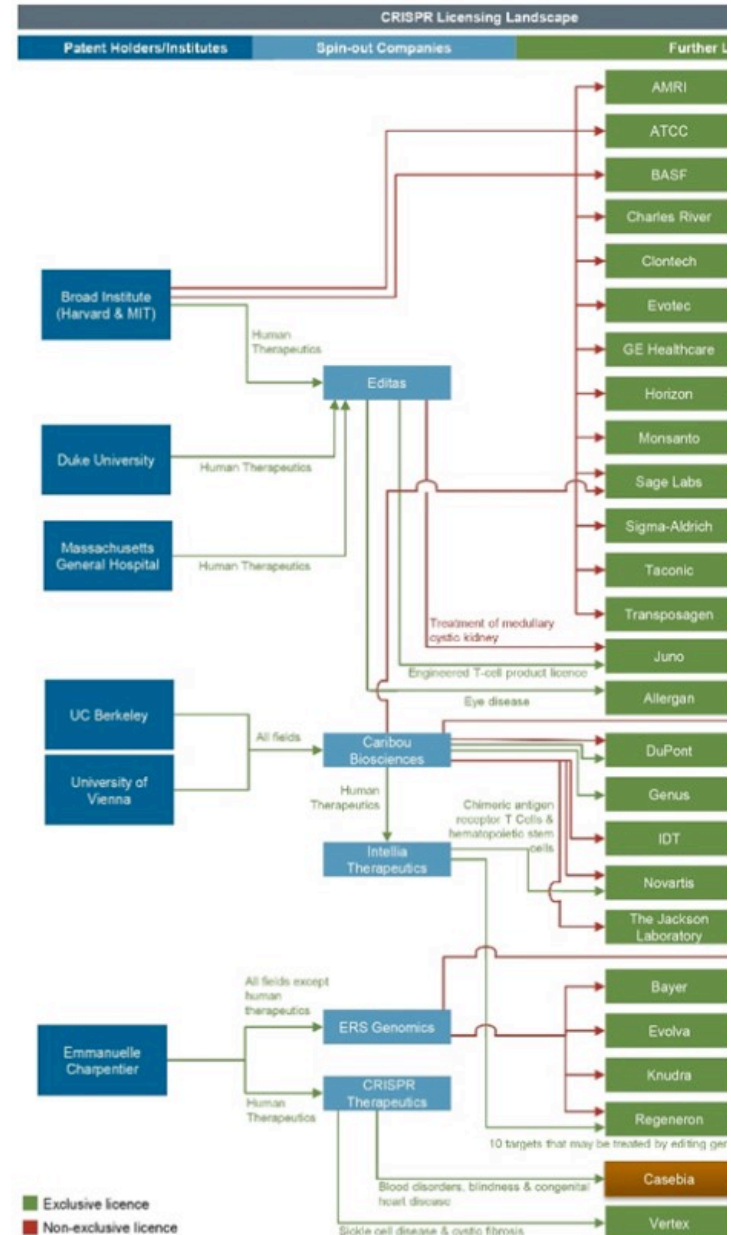 CRISPR Licensing Landscape
Patent Holders/Institutes
Spin-out Companies
Further L
AMRI
ATCC
BASF
Charles River
Clontech
Evotec
GE Healthcare
Horizon
Monsanto
Sage Labs
Sigma-Aldrich
Taconic
Transposagen
Juno
Allergan
Broad Institute
(Harvard & MIT)
Human
Therapeutics
Editas
Duke University
Human Therapeutics
Massachusetts
General Hospital
Human Therapeutics
Treatment of medullary
cystic kidney
Engineered T-cell product licence
Eye disease
UC Berkeley
University of
Vienna
All fields
Caribou
Biosciences
Human
Therapeutics
Intellia
Therapeutics
Chimeric antigen
receptor T Cells &
hematopoietic stem
cells
DuPont
Genus
IDT
Novartis
The Jackson
Laboratory
Emmanuelle
Charpentier
All fields except
human
therapeutics
ERS Genomics
Human
Therapeutics
CRISPR
Therapeutics
Bayer
Evolva
Knudra
Regeneron
10 targets that may be treated by editing gen
Blood disorders, blindness & congenital
heart disease
Casebia
Sickle cell disease & cystic fibrosis
Vertex
Exclusive licence
Non-exclusive licence